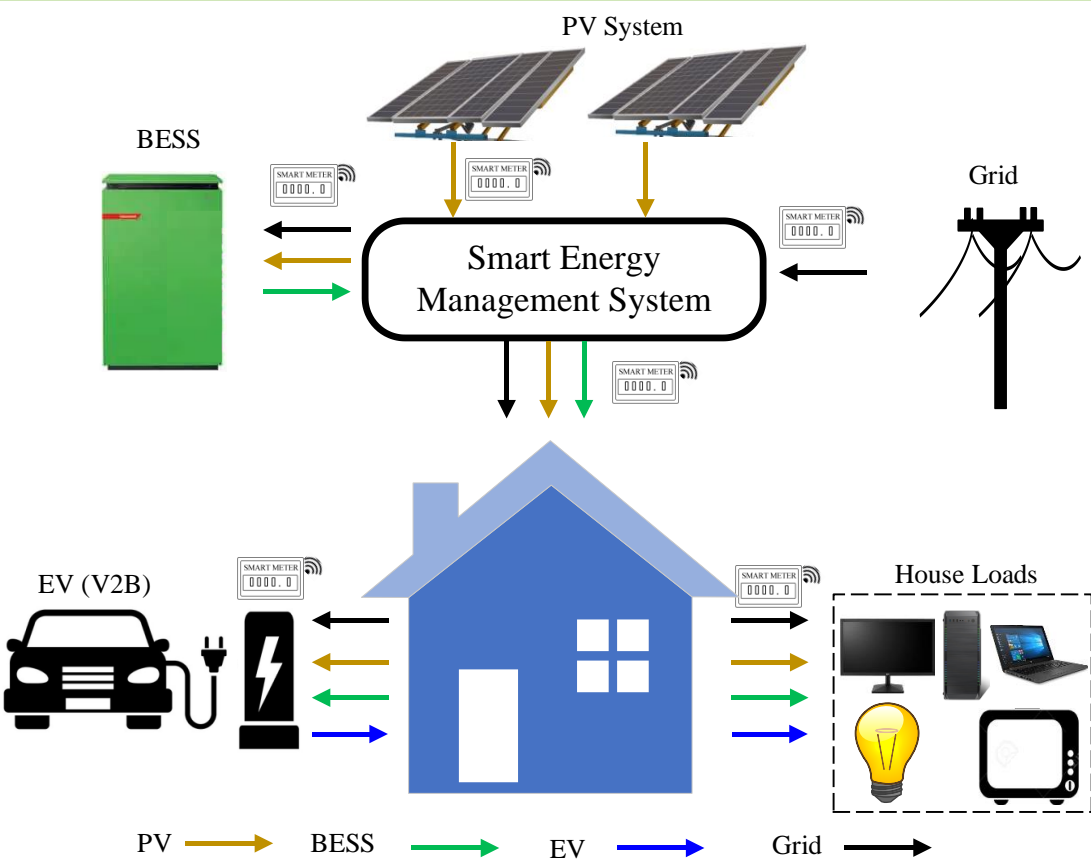 PV System
BESS
SMART METER
0000.0
SMART METER
0000.0
Grid
SMART METER
0000.0
Smart Energy
Management System
SMART METER
0000.0
EV (V2B)
SMART METER
0000.0
SMART METER
0000.0
House Loads
PV
BESS
EV
Grid